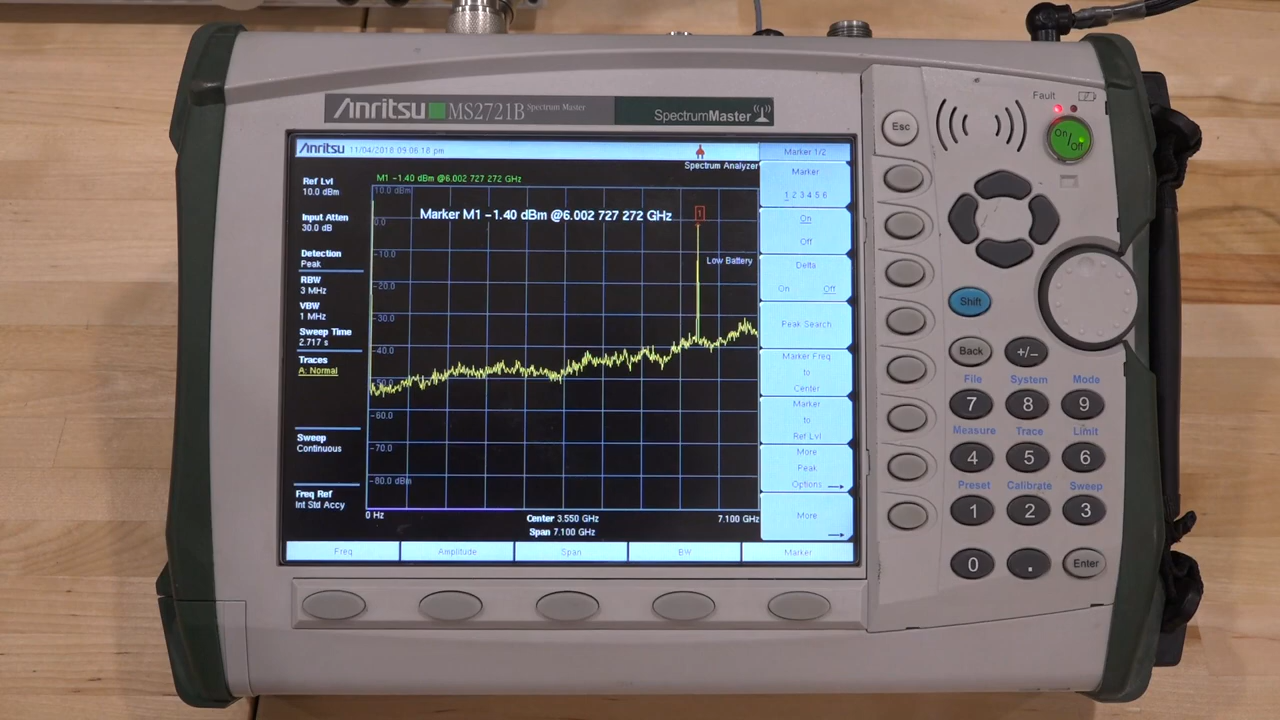 Anritsu MS2721B Spectrum Master
SpectrumMaster
Anritsu 11/04/2018 09:06:18 pm
Spectrum Analyzer
M1 -1.40 dBm @6.002 727 272 GHz
Marker M1 -1.40 dBm @6.002 727 272 GHz
1
Low Battery
Ref Lvl
10.0 dBm
Input Atten
30.0 dB
Detection
Peak
RBW
3 MHz
VBW
1 MHz
Sweep Time
2.717 s
Traces
A: Normal
Sweep
Continuous
Freq Ref
Int Std Accy
10.0 dBm
0.0
-10.0
-20.0
-30.0
-40.0
-60.0
-70.0
-80.0 dBm
0 Hz
Center 3.550 GHz
7.100 GHz
Span 7.100 GHz
Marker 1/2
Marker
1 2 3 4 5 6
On
Off
Delta
On Off
Peak Search
Marker Freq
to
Center
Marker
to
Ref Lvl
More
Peak
Options
More
Freq
Amplitude
Span
BW
Marker
Esc
Fault
On/Off
Shift
Back
+/-
File
System
Mode
7
8
9
Measure
Trace
Limit
4
5
6
Preset
Calibrate
Sweep
1
2
3
0
.
Enter